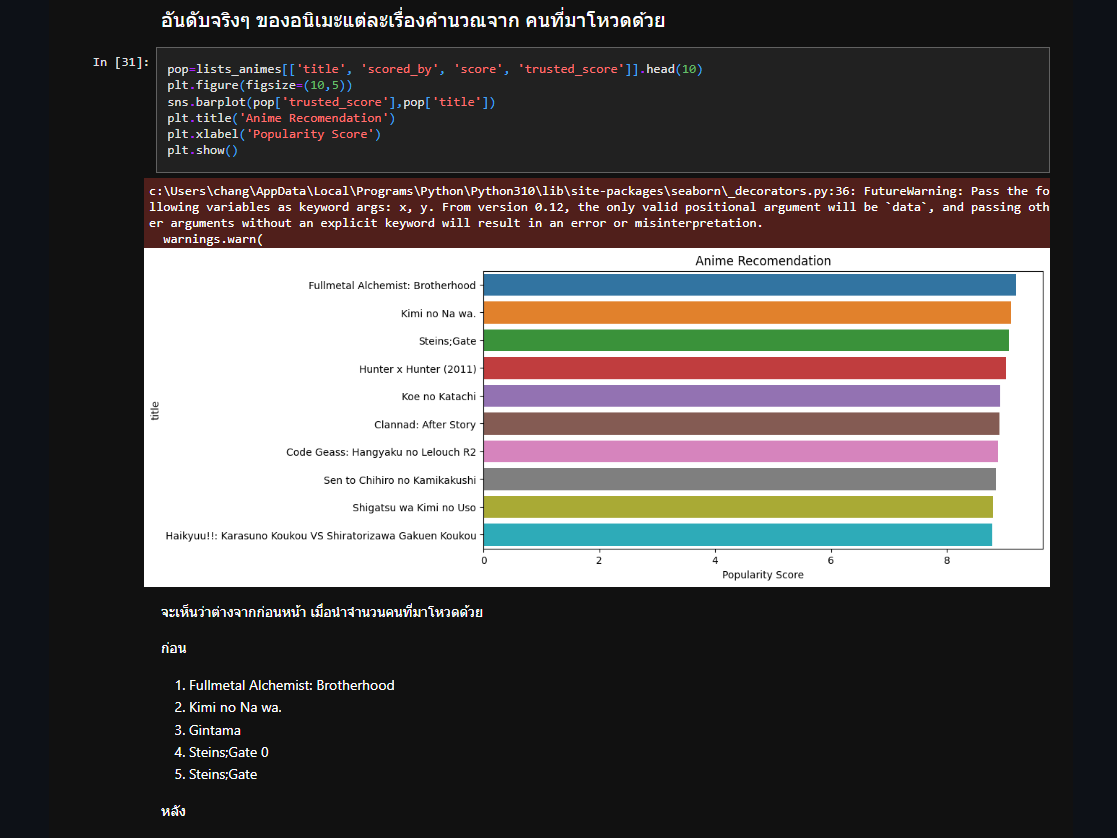 อันดับจริงๆ ของอนิเมะแต่ละเรื่องคำนวณจาก คนที่มาโหวดด้วย
In [31]:
pop=lists_animes[['title', 'scored_by', 'score', 'trusted_score']].head(10)
plt.figure(figsize=(10,5))
sns.barplot(pop['trusted_score'],pop['title'])
plt.title('Anime Recomendation')
plt.xlabel('Popularity Score')
plt.show()
c:\Users\chang\AppData\Local\Programs\Python\Python310\lib\site-packages\seaborn\_decorators.py:36: FutureWarning: Pass the fo
llowing variables as keyword args: x, y. From version 0.12, the only valid positional argument will be `data`, and passing oth
er arguments without an explicit keyword will result in an error or misinterpretation.
warnings.warn(
Anime Recomendation
Fullmetal Alchemist: Brotherhood
Kimi no Na wa.
Steins;Gate
Hunter x Hunter (2011)
Koe no Katachi
title
Clannad: After Story
Code Geass: Hangyaku no Lelouch R2
Sen to Chihiro no Kamikakushi
Shigatsu wa Kimi no Uso
Haikyuu!!: Karasuno Koukou VS Shiratorizawa Gakuen Koukou
0 2 4 6 8
Popularity Score
จะเห็นว่าต่างจากก่อนหน้า เมื่อนำจำนวนคนที่มาโหวดด้วย
ก่อน
1. Fullmetal Alchemist: Brotherhood
2. Kimi no Na wa.
3. Gintama
4. Steins;Gate 0
5. Steins;Gate
หลัง